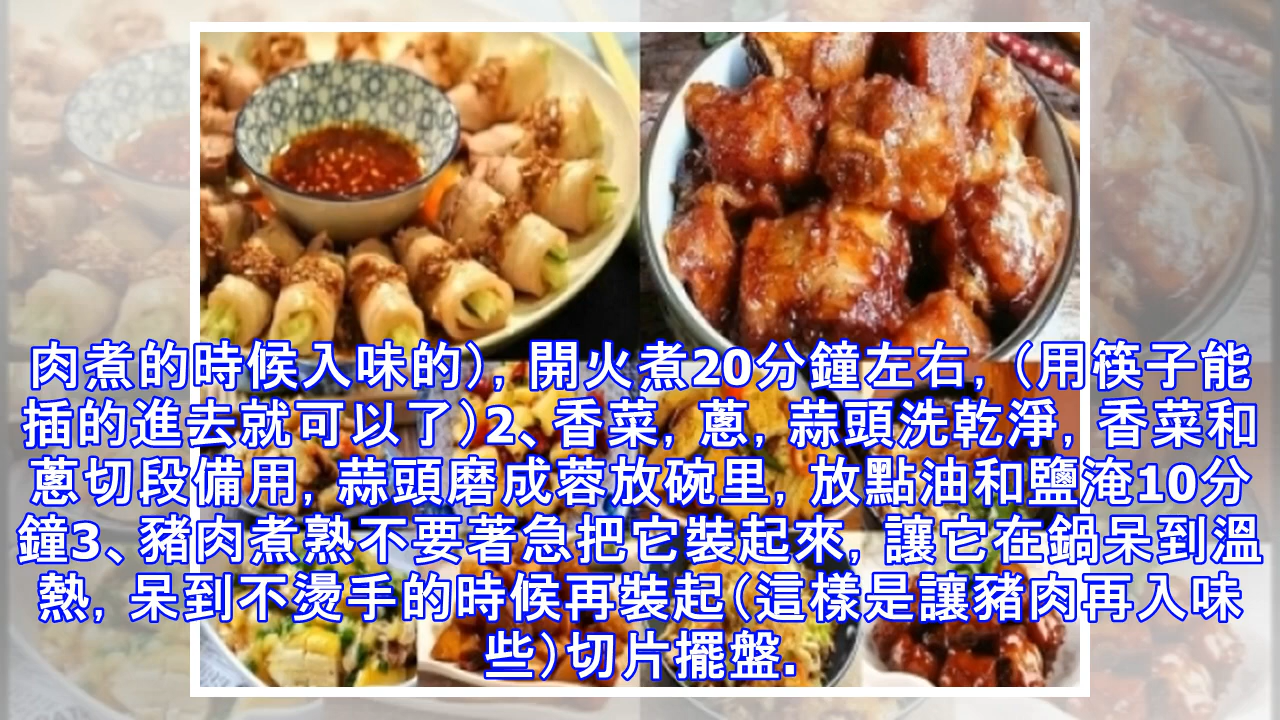 肉煮的時候入味的), 開火煮20分鐘左右, (用筷子能
插的進去就可以了)2、香菜, 蔥, 蒜頭洗乾淨, 香菜和
蔥切段備用, 蒜頭磨成蓉放碗里, 放點油和鹽淹10分
鐘3、豬肉煮熟不要著急把它裝起來, 讓它在鍋呆到溫
熱, 呆到不燙手的時候再裝起(這樣是讓豬肉再入味
些)切片擺盤.